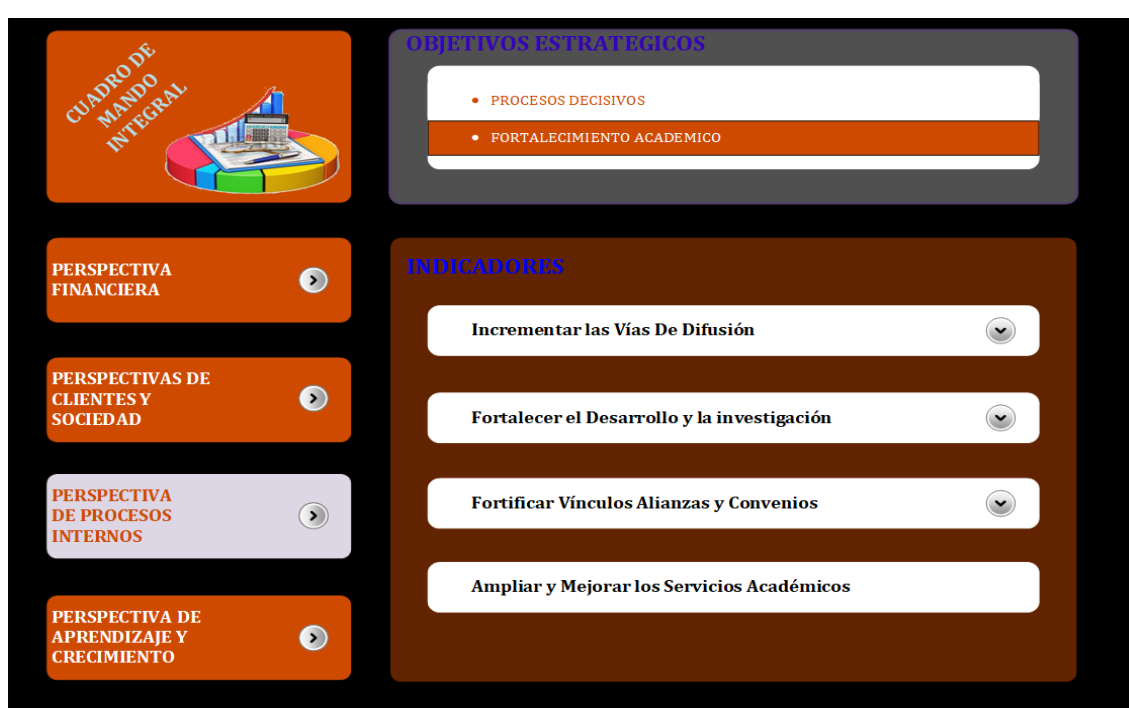 CUADRO DE
MANDO
INTEGRAL
OBJETIVOS ESTRATEGICOS
• PROCESOS DECISIVOS
• FORTALECIMIENTO ACADEMICO
PERSPECTIVA
FINANCIERA
PERSPECTIVAS DE
CLIENTES Y
SOCIEDAD
PERSPECTIVA
DE PROCESOS
INTERNOS
PERSPECTIVA DE
APRENDIZAJE Y
CRECIMIENTO
INDICADORES
Incrementar las Vías De Difusión
Fortalecer el Desarrollo y la investigación
Fortificar Vínculos Alianzas y Convenios
Ampliar y Mejorar los Servicios Académicos